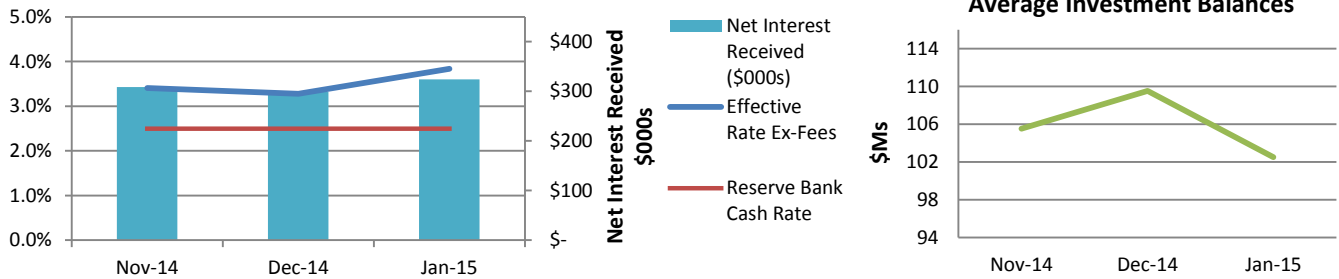 5.0%
4.0%
3.0%
2.0%
1.0%
0.0%
Nov-14
Dec-14
Jan-15
$400
$300
$200
$100
$-
Net Interest Received
$000s
Net Interest
Received
($000s)
Effective
Rate Ex-Fees
Reserve Bank
Cash Rate
Average Investment Balances
$Ms
114
110
106
102
98
94
Nov-14
Dec-14
Jan-15